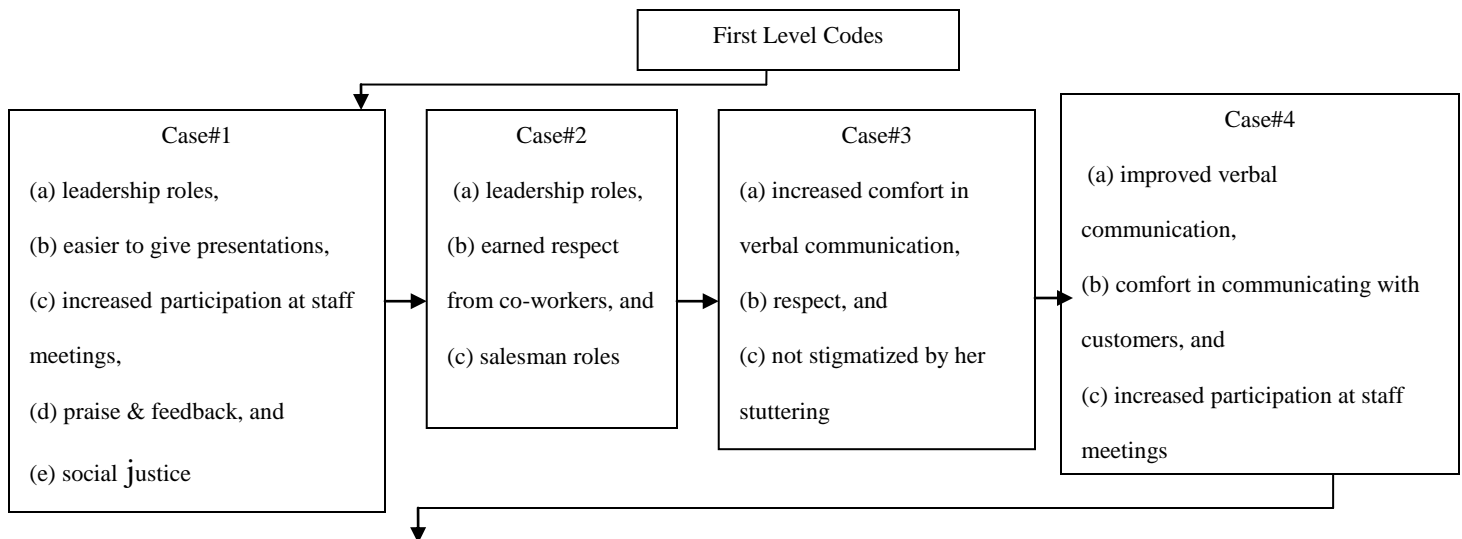 First Level Codes
Case#1
(a) leadership roles,
(b) easier to give presentations,
(c) increased participation at staff
meetings,
(d) praise & feedback, and
(e) social justice
Case#2
(a) leadership roles,
(b) earned respect
from co-workers, and
(c) salesman roles
Case#3
(a) increased comfort in
verbal communication,
(b) respect, and
(c) not stigmatized by her
stuttering
Case#4
(a) improved verbal
communication,
(b) comfort in communicating with
customers, and
(c) increased participation at staff
meetings